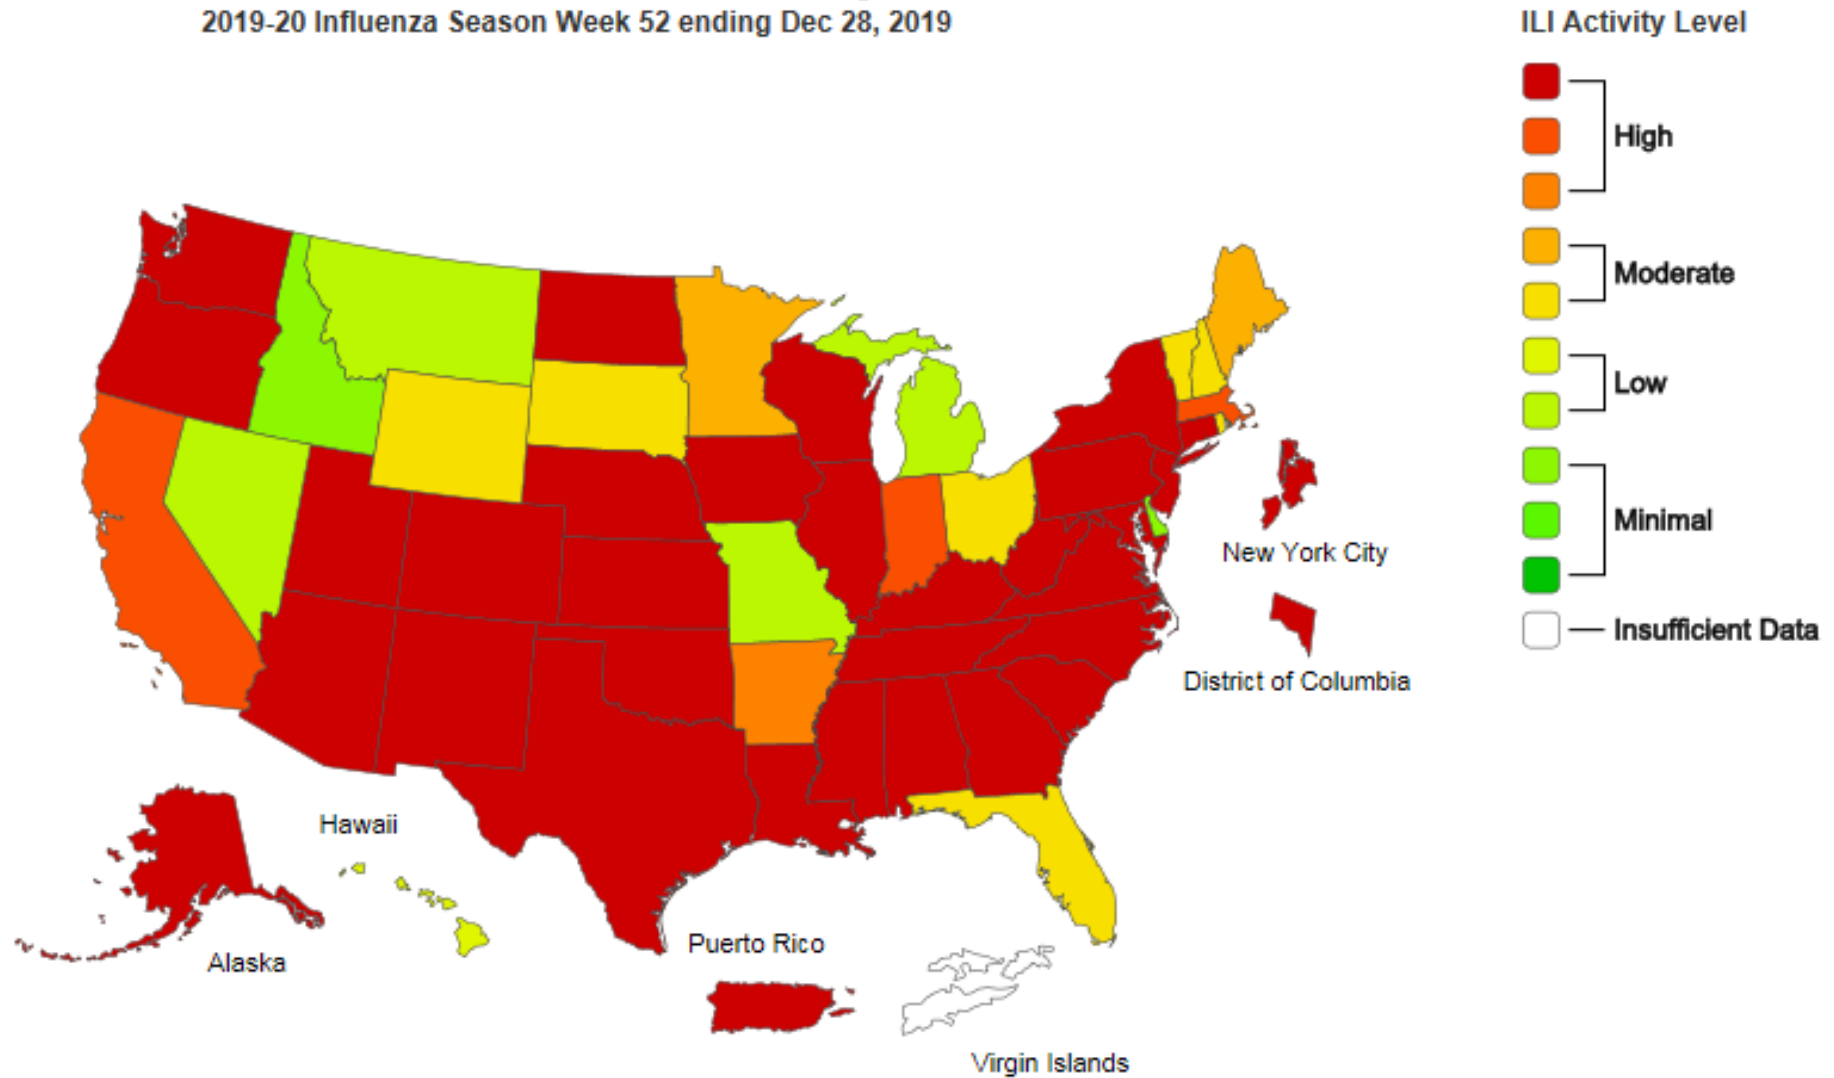 2019-20 Influenza Season Week 52 ending Dec 28, 2019
ILI Activity Level
High
Moderate
Low
Minimal
Insufficient Data
New York City
District of Columbia
Hawaii
Alaska
Puerto Rico
Virgin Islands